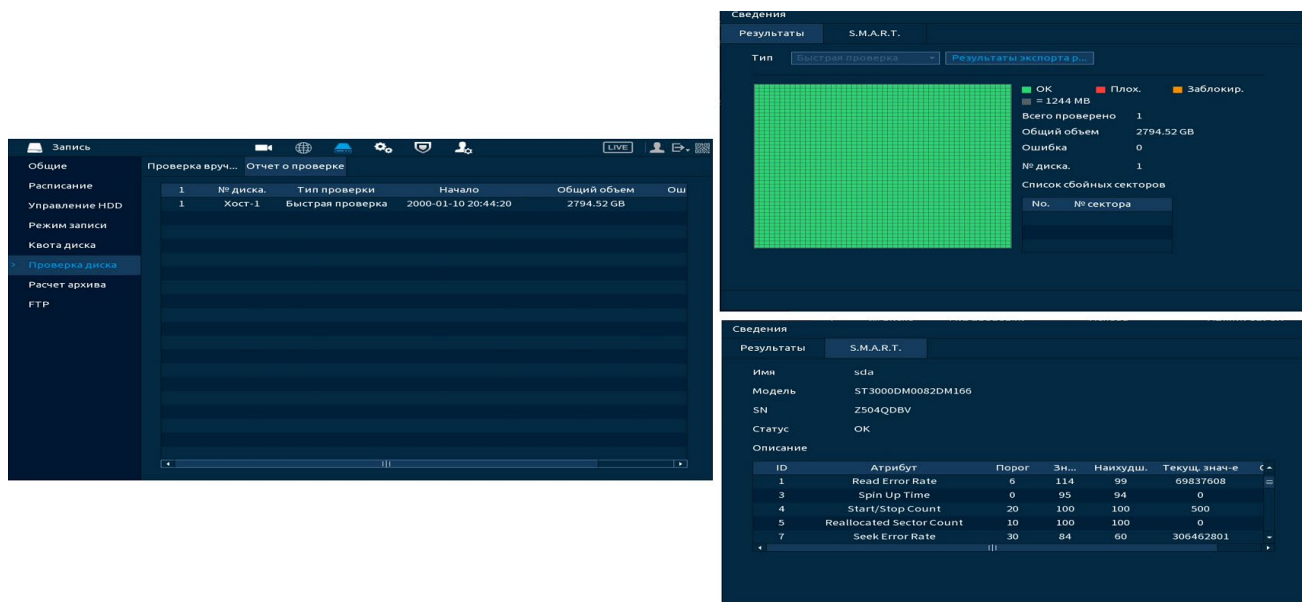 Запись
LIVE
Общие
Расписание
Управление HDD
Режим записи
Квота диска
> Проверка диска
Расчет архива
FTP
Проверка вруч... Отчет о проверке
1 № диска. Тип проверки Начало Общий объем Ош
1 Хост-1 Быстрая проверка 2000-01-10 20:44:20 2794.52 GB
Сведения
Результаты S.M.A.R.T.
Тип Быстрая проверка Результаты экспорта р...
OK Плох. Заблокир.
= 1244 MB
Всего проверено 1
Общий объем 2794.52 GB
Ошибка 0
№ диска. 1
Список сбойных секторов
No. № сектора
Сведения
Результаты S.M.A.R.T.
Имя sda
Модель ST3000DM0082DM166
SN Z504QDBV
Статус OK
Описание
ID Атрибут Порог Зн... Наихудш. Текущ. знач-е
1 Read Error Rate 6 114 99 69837608
3 Spin Up Time 0 95 94 0
4 Start/Stop Count 20 100 100 500
5 Reallocated Sector Count 10 100 100 0
7 Seek Error Rate 30 84 60 306462801